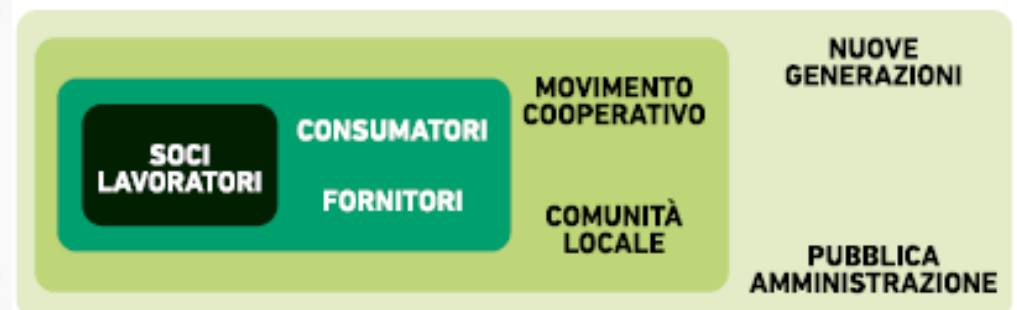 SOCI
LAVORATORI
CONSUMATORI
FORNITORI
MOVIMENTO
COOPERATIVO
COMUNITÀ
LOCALE
NUOVE
GENERAZIONI
PUBBLICA
AMMINISTRAZIONE